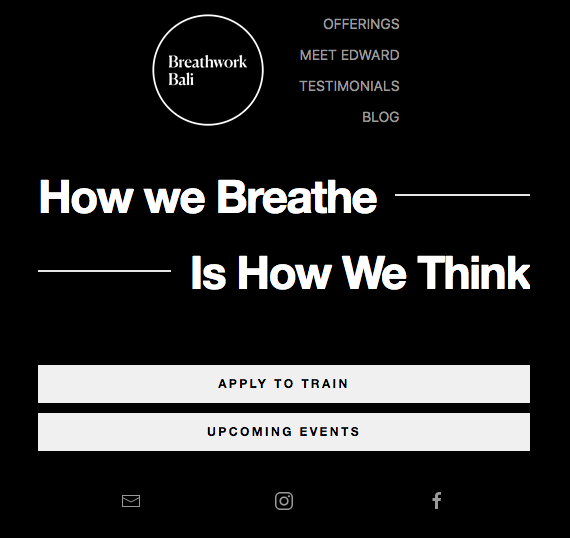 Breathwork
Bali
OFFERINGS
MEET EDWARD
TESTIMONIALS
BLOG
How we Breathe
Is How We Think
APPLY TO TRAIN
UPCOMING EVENTS